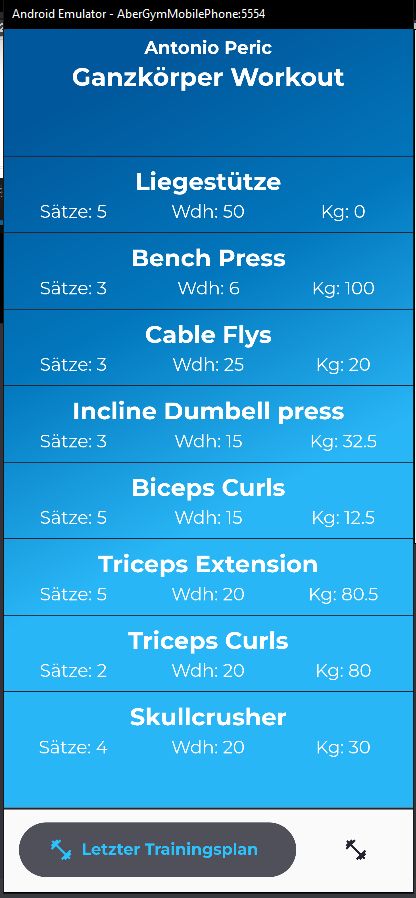 Android Emulator - AberGymMobilePhone:5554
Antonio Peric
Ganzkörper Workout
Liegestütze
Sätze: 5 Wdh: 50 Kg: 0
Bench Press
Sätze: 3 Wdh: 6 Kg: 100
Cable Flys
Sätze: 3 Wdh: 25 Kg: 20
Incline Dumbell press
Sätze: 3 Wdh: 15 Kg: 32.5
Biceps Curls
Sätze: 5 Wdh: 15 Kg: 12.5
Triceps Extension
Sätze: 5 Wdh: 20 Kg: 80.5
Triceps Curls
Sätze: 2 Wdh: 20 Kg: 80
Skullcrusher
Sätze: 4 Wdh: 20 Kg: 30
Letzter Trainingsplan